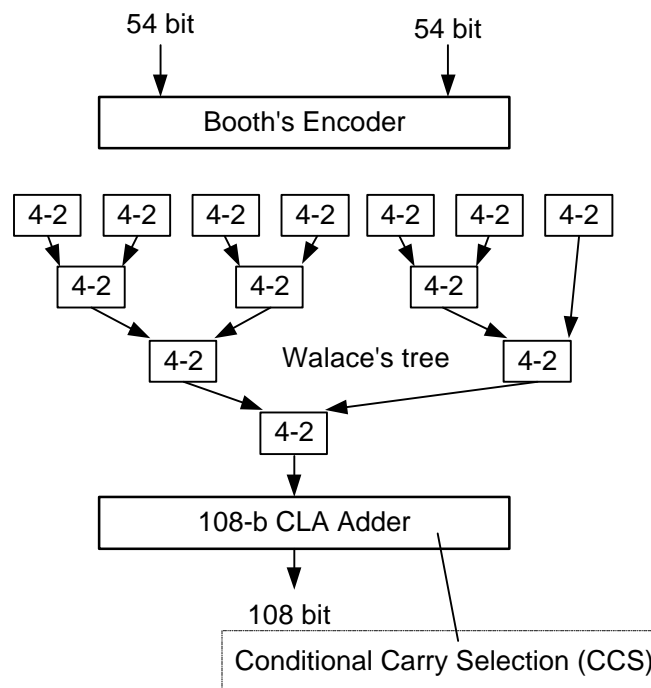 54 bit 54 bit
Booth's Encoder
4-2 4-2 4-2 4-2 4-2 4-2 4-2
4-2 4-2 4-2
4-2 Walace's tree 4-2
4-2
108-b CLA Adder
108 bit
Conditional Carry Selection (CCS)